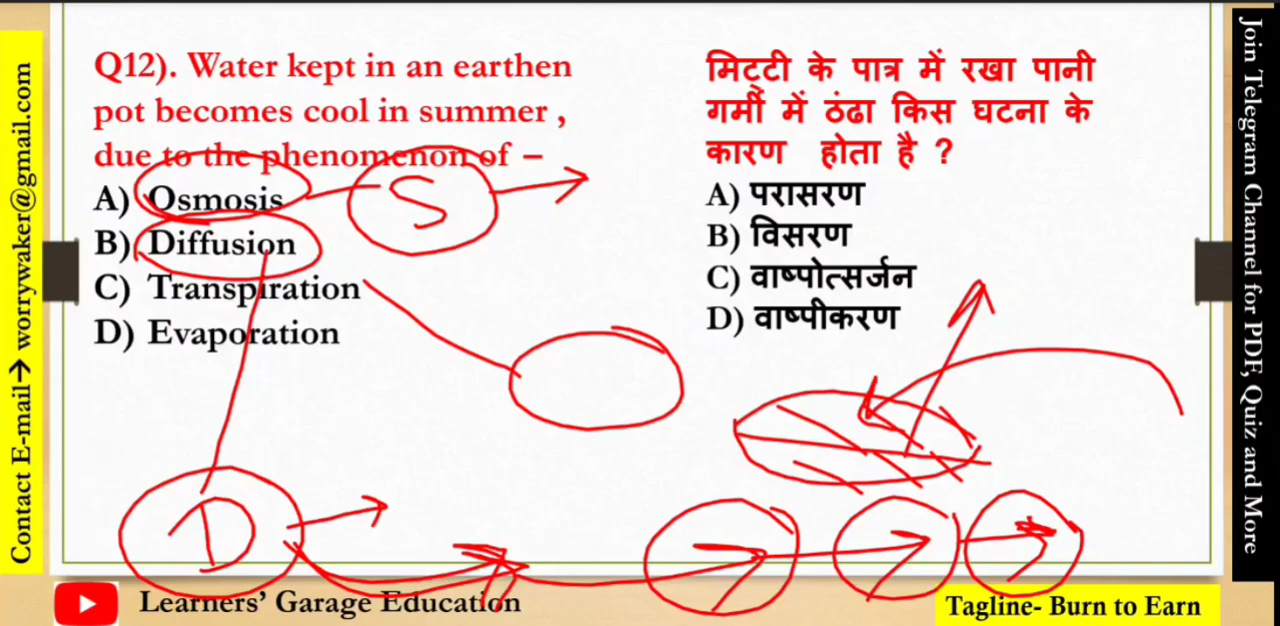 Q12). Water kept in an earthen
pot becomes cool in summer ,
due to the phenomenon of –
A) Osmosis
B) Diffusion
C) Transpiration
D) Evaporation
मिट्टी के पात्र में रखा पानी
गर्मी में ठंढा किस घटना के
कारण होता है ?
A) परासरण
B) विसरण
C) वाष्पोत्सर्जन
D) वाष्पीकरण
S
D
Contact E-mail→ worrywaker@gmail.com
Join Telegram Channel for PDF, Quiz and More
Learners’ Garage Education
Tagline- Burn to Earn